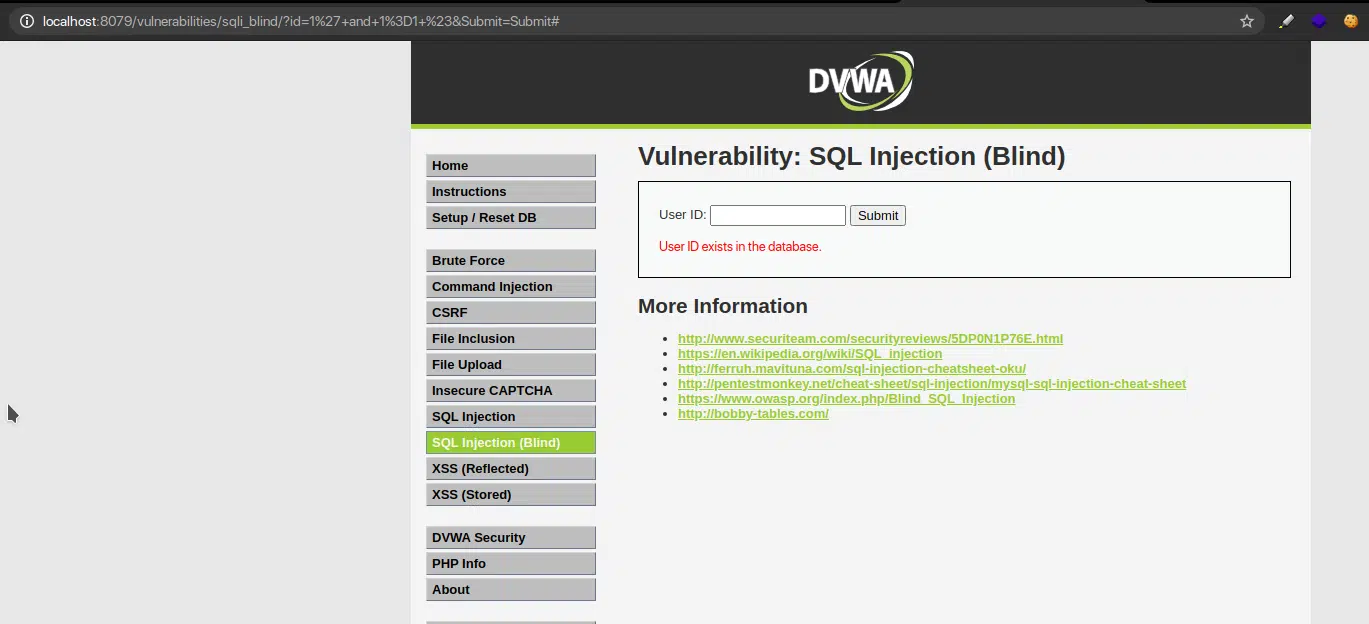 localhost:8079/vulnerabilities/sqli_blind/?id=1%27+and+1%3D1+%23&Submit=Submit#
DVWA
Home
Instructions
Setup / Reset DB
Brute Force
Command Injection
CSRF
File Inclusion
File Upload
Insecure CAPTCHA
SQL Injection
SQL Injection (Blind)
XSS (Reflected)
XSS (Stored)
DVWA Security
PHP Info
About
Vulnerability: SQL Injection (Blind)
User ID: Submit
User ID exists in the database.
More Information
http://www.securiteam.com/securityreviews/5DP0N1P76E.html
https://en.wikipedia.org/wiki/SQL_injection
http://ferruh.mavituna.com/sql-injection-cheatsheet-oku/
http://pentestmonkey.net/cheat-sheet/sql-injection/mysql-sql-injection-cheat-sheet
https://www.owasp.org/index.php/Blind_SQL_Injection
http://bobby-tables.com/